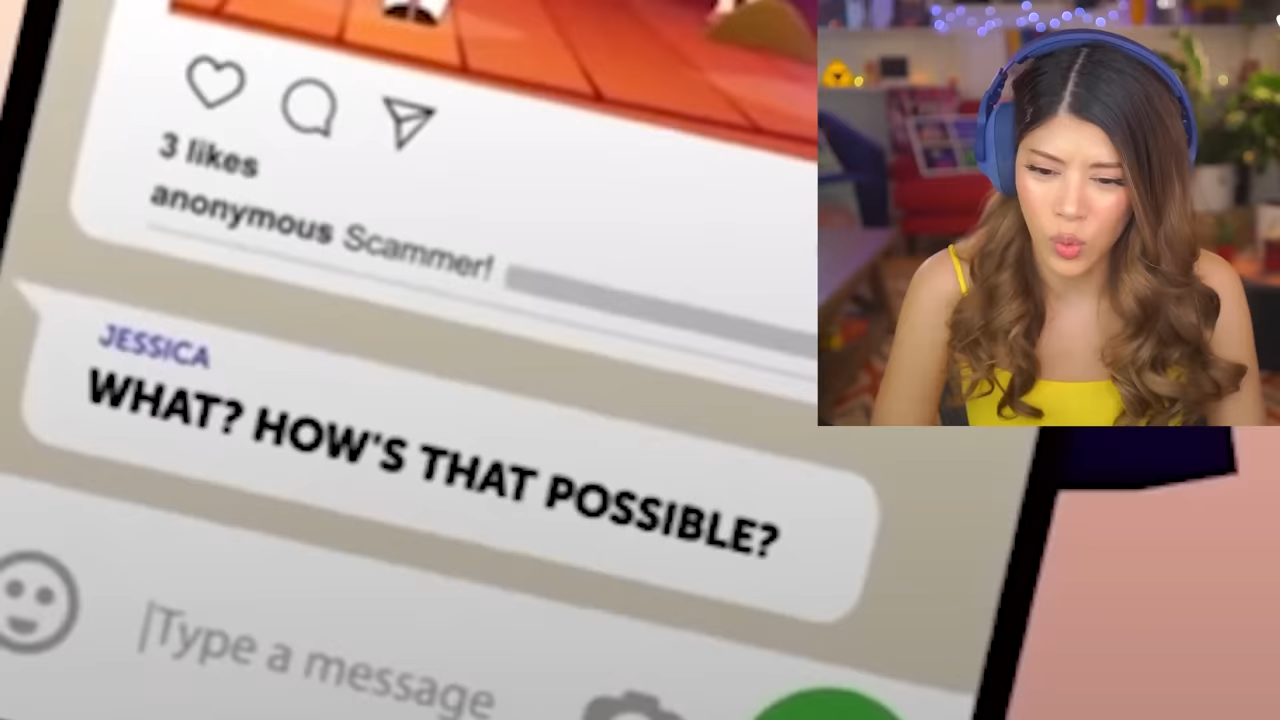 3 likes
anonymous Scammer!
JESSICA
WHAT? HOW'S THAT POSSIBLE?
Type a message